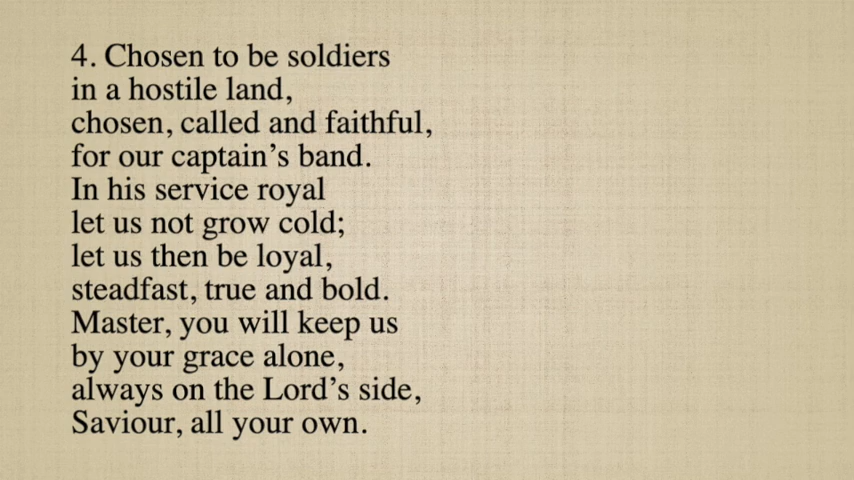 4. Chosen to be soldiers
in a hostile land,
chosen, called and faithful,
for our captain’s band.
In his service royal
let us not grow cold;
let us then be loyal,
steadfast, true and bold.
Master, you will keep us
by your grace alone,
always on the Lord’s side,
Saviour, all your own.